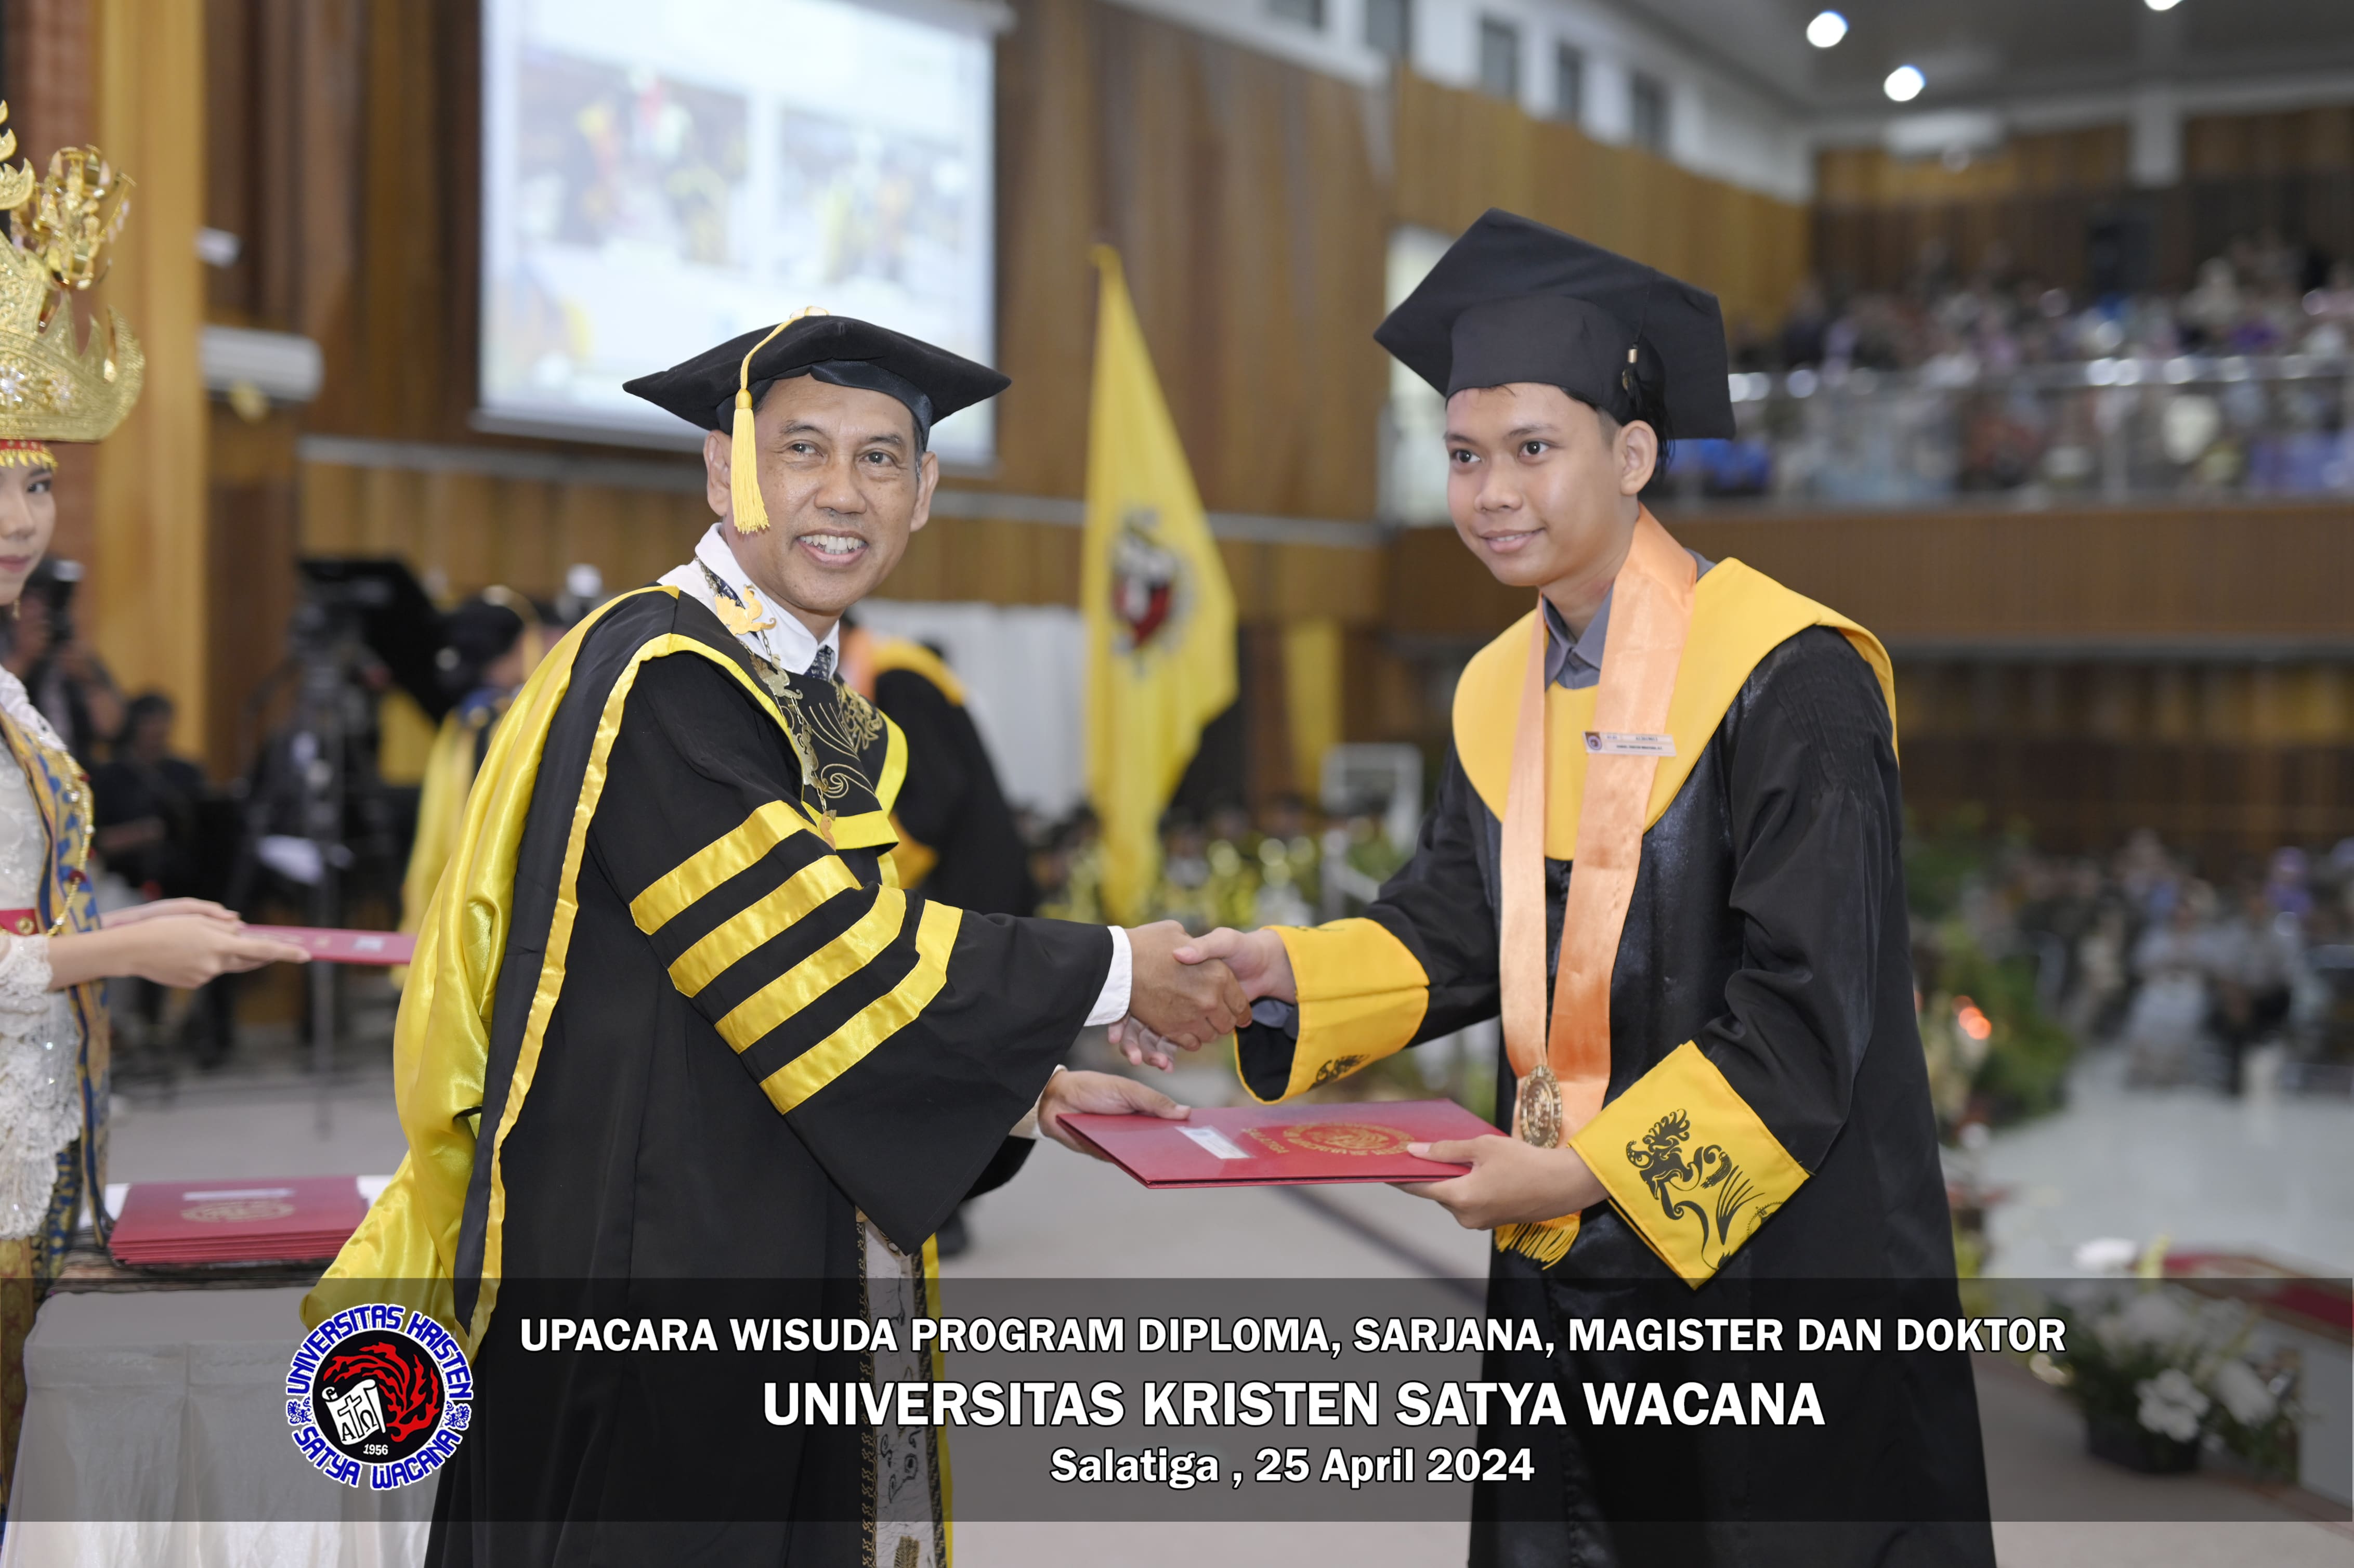 UPACARA WISUDA PROGRAM DIPLOMA, SARJANA, MAGISTER DAN DOKTOR
UNIVERSITAS KRISTEN SATYA WACANA
Salatiga , 25 April 2024
UNIVERSITAS KRISTEN
SATYA WACANA
1956